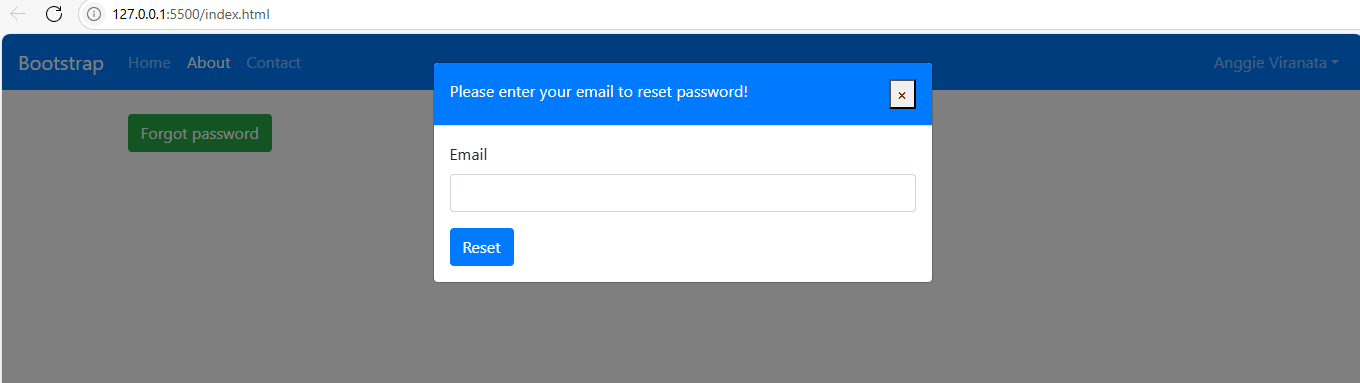 127.0.0.1:5500/index.html
Bootstrap Home About Contact Anggie Viranata
Please enter your email to reset password! ×
Forgot password
Email
Reset